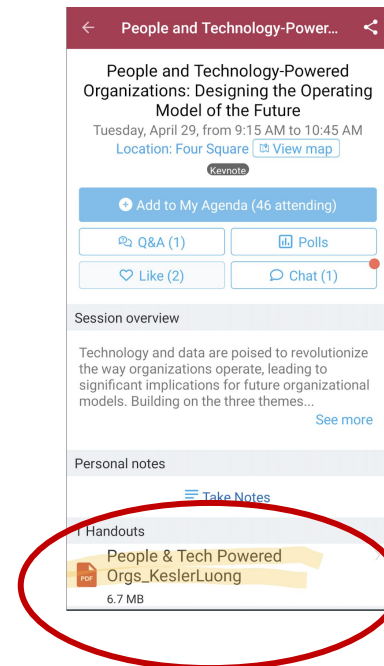 People and Technology-Power...
People and Technology-Powered
Organizations: Designing the Operating
Model of the Future
Tuesday, April 29, from 9:15 AM to 10:45 AM
Location: Four Square View map
Keynote
Add to My Agenda (46 attending)
Q&A (1)
Polls
Like (2)
Chat (1)
Session overview
Technology and data are poised to revolutionize
the way organizations operate, leading to
significant implications for future organizational
models. Building on the three themes...
See more
Personal notes
Take Notes
1 Handouts
People & Tech Powered
PDF
Orgs_KeslerLuong
6.7 MB